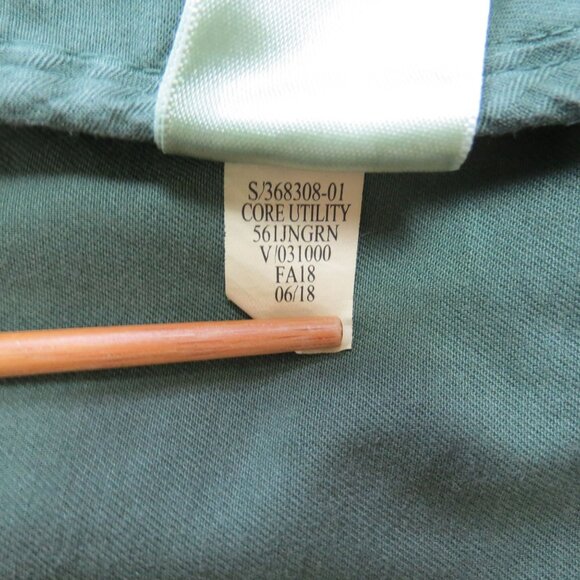 S/368308-01
CORE UTILITY
561JNGRN
V/031000
FA18
06/18